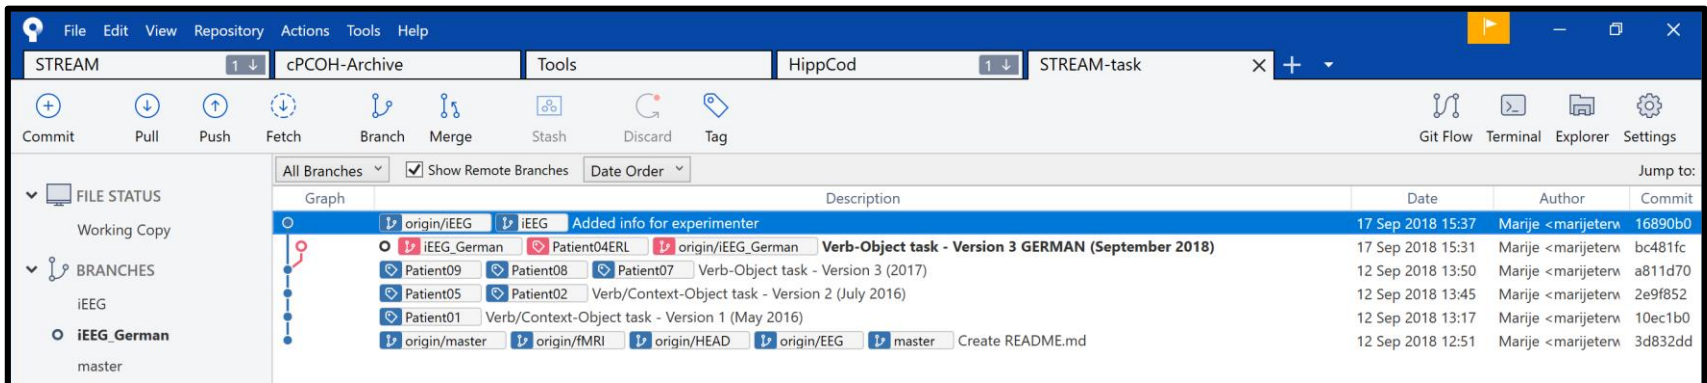 File Edit View Repository Actions Tools Help
STREAM 1 cPCOH-Archive Tools HippCod 1 STREAM-task
Commit Pull Push Fetch Branch Merge Stash Discard Tag Git Flow Terminal Explorer Settings
All Branches Show Remote Branches Date Order Jump to:
FILE STATUS
Working Copy
BRANCHES
iEEG
iEEG_German
master
Graph Description Date Author Commit
origin/iEEG iEEG Added info for experimenter 17 Sep 2018 15:37 Marije <marijeterw 16890b0
iEEG_German Patient04ERL origin/iEEG_German Verb-Object task - Version 3 GERMAN (September 2018) 17 Sep 2018 15:31 Marije <marijeterw bc481fc
Patient09 Patient08 Patient07 Verb-Object task - Version 3 (2017) 12 Sep 2018 13:50 Marije <marijeterw a811d70
Patient05 Patient02 Verb/Context-Object task - Version 2 (July 2016) 12 Sep 2018 13:45 Marije <marijeterw 2e9f852
Patient01 Verb/Context-Object task - Version 1 (May 2016) 12 Sep 2018 13:17 Marije <marijeterw 10ec1b0
origin/master origin/fMRI origin/HEAD origin/EEG master Create README.md 12 Sep 2018 12:51 Marije <marijeterw 3d832dd